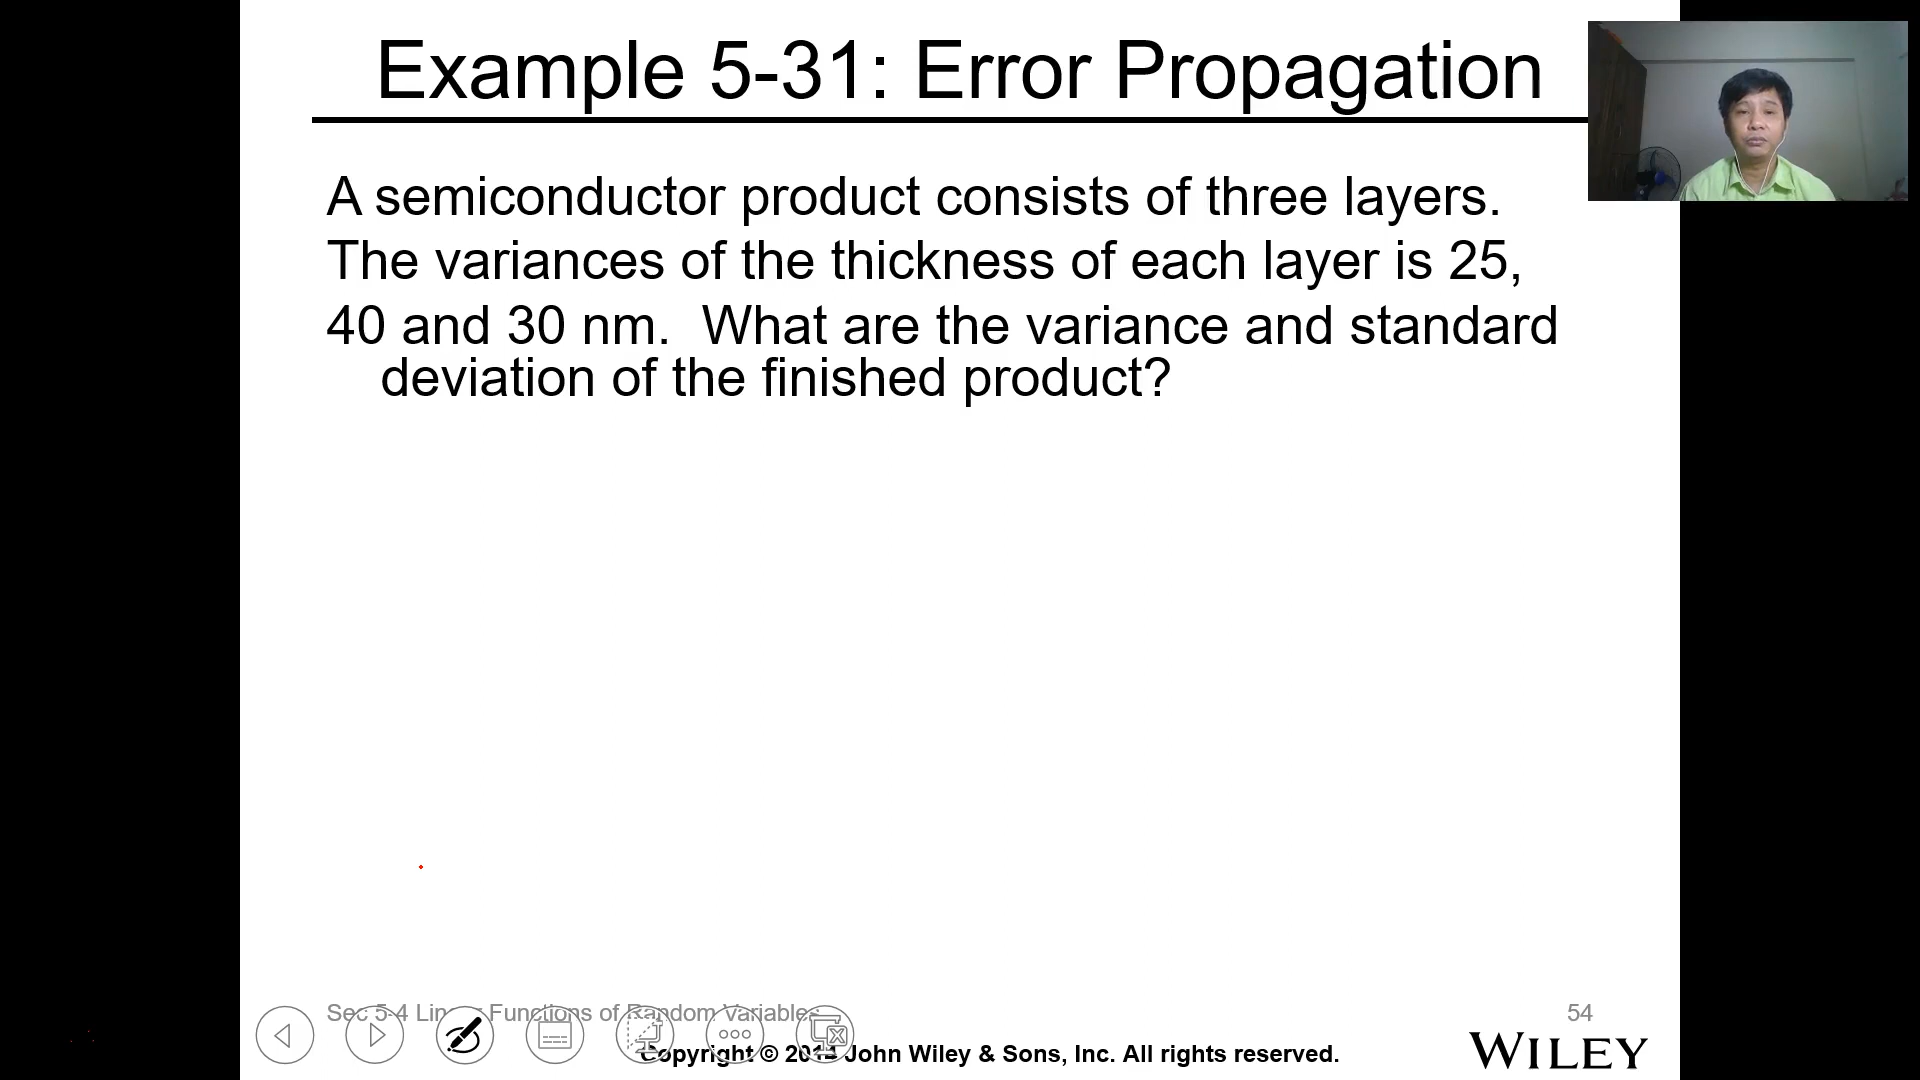 Example 5-31: Error Propagation
A semiconductor product consists of three layers.
The variances of the thickness of each layer is 25,
40 and 30 nm. What are the variance and standard
deviation of the finished product?
Sec 5-4 Linear Functions of Random Variables
54
Copyright © 2014 John Wiley & Sons, Inc. All rights reserved.
WILEY